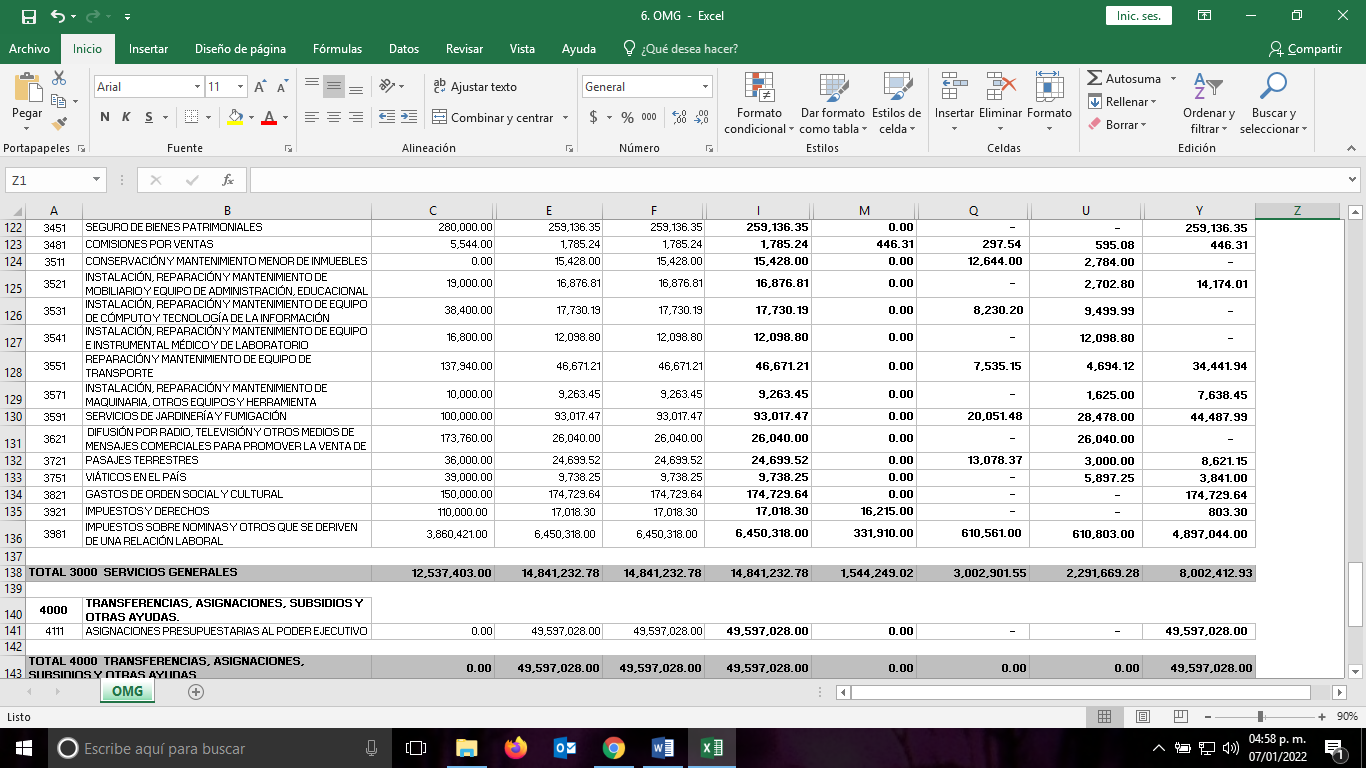 6. OMG - Excel
Inic. ses.
Archivo Inicio Insertar Diseño de página Fórmulas Datos Revisar Vista Ayuda ¿Qué desea hacer? Compartir
Pegar
Arial 11
N K S
Ajustar texto
Combinar y centrar
General
$ % 000
Formato condicional
Dar formato como tabla
Estilos de celda
Insertar Eliminar Formato
Autosuma
Rellenar
Borrar
Ordenar y filtrar
Buscar y seleccionar
Portapapeles Fuente Alineación Número Estilos Celdas Edición
Z1 fx
A B C E F I M Q U Y Z
122 3451 SEGURO DE BIENES PATRIMONIALES 280,000.00 259,136.35 259,136.35 259,136.35 0.00 - - 259,136.35
123 3481 COMISIONES POR VENTAS 5,544.00 1,785.24 1,785.24 1,785.24 446.31 297.54 595.08 446.31
124 3511 CONSERVACIÓN Y MANTENIMIENTO MENOR DE INMUEBLES 0.00 15,428.00 15,428.00 15,428.00 0.00 12,644.00 2,784.00 -
INSTALACIÓN, REPARACIÓN Y MANTENIMIENTO DE
125 3521 MOBILIARIO Y EQUIPO DE ADMINISTRACIÓN, EDUCACIONAL 19,000.00 16,876.81 16,876.81 16,876.81 0.00 - 2,702.80 14,174.01
INSTALACIÓN, REPARACIÓN Y MANTENIMIENTO DE EQUIPO
126 3531 DE CÓMPUTO Y TECNOLOGÍA DE LA INFORMACIÓN 38,400.00 17,730.19 17,730.19 17,730.19 0.00 8,230.20 9,499.99 -
INSTALACIÓN, REPARACIÓN Y MANTENIMIENTO DE EQUIPO
127 3541 E INSTRUMENTAL MÉDICO Y DE LABORATORIO 16,800.00 12,098.80 12,098.80 12,098.80 0.00 - 12,098.80 -
REPARACIÓN Y MANTENIMIENTO DE EQUIPO DE
128 3551 TRANSPORTE 137,940.00 46,671.21 46,671.21 46,671.21 0.00 7,535.15 4,694.12 34,441.94
INSTALACIÓN, REPARACIÓN Y MANTENIMIENTO DE
129 3571 MAQUINARIA, OTROS EQUIPOS Y HERRAMIENTA 10,000.00 9,263.45 9,263.45 9,263.45 0.00 - 1,625.00 7,638.45
130 3591 SERVICIOS DE JARDINERÍA Y FUMIGACIÓN 100,000.00 93,017.47 93,017.47 93,017.47 0.00 20,051.48 28,478.00 44,487.99
DIFUSIÓN POR RADIO, TELEVISIÓN Y OTROS MEDIOS DE
131 3621 MENSAJES COMERCIALES PARA PROMOVER LA VENTA DE 173,760.00 26,040.00 26,040.00 26,040.00 0.00 - 26,040.00 -
132 3721 PASAJES TERRESTRES 36,000.00 24,699.52 24,699.52 24,699.52 0.00 13,078.37 3,000.00 8,621.15
133 3751 VIÁTICOS EN EL PAÍS 39,000.00 9,738.25 9,738.25 9,738.25 0.00 - 5,897.25 3,841.00
134 3821 GASTOS DE ORDEN SOCIAL Y CULTURAL 150,000.00 174,729.64 174,729.64 174,729.64 0.00 - - 174,729.64
135 3921 IMPUESTOS Y DERECHOS 110,000.00 17,018.30 17,018.30 17,018.30 16,215.00 - - 803.30
IMPUESTOS SOBRE NOMINAS Y OTROS QUE SE DERIVEN
136 3981 DE UNA RELACIÓN LABORAL 3,860,421.00 6,450,318.00 6,450,318.00 6,450,318.00 331,910.00 610,561.00 610,803.00 4,897,044.00
137
138 TOTAL 3000 SERVICIOS GENERALES 12,537,403.00 14,841,232.78 14,841,232.78 14,841,232.78 1,544,249.02 3,002,901.55 2,291,669.28 8,002,412.93
139
TRANSFERENCIAS, ASIGNACIONES, SUBSIDIOS Y
140 4000 OTRAS AYUDAS.
141 4111 ASIGNACIONES PRESUPUESTARIAS AL PODER EJECUTIVO 0.00 49,597,028.00 49,597,028.00 49,597,028.00 0.00 - - 49,597,028.00
142
TOTAL 4000 TRANSFERENCIAS, ASIGNACIONES,
143 SUBSIDIOS Y OTRAS AYUDAS 0.00 49,597,028.00 49,597,028.00 49,597,028.00 0.00 0.00 0.00 49,597,028.00
OMG
Listo 90%
Escribe aquí para buscar
04:58 p. m.
07/01/2022
1